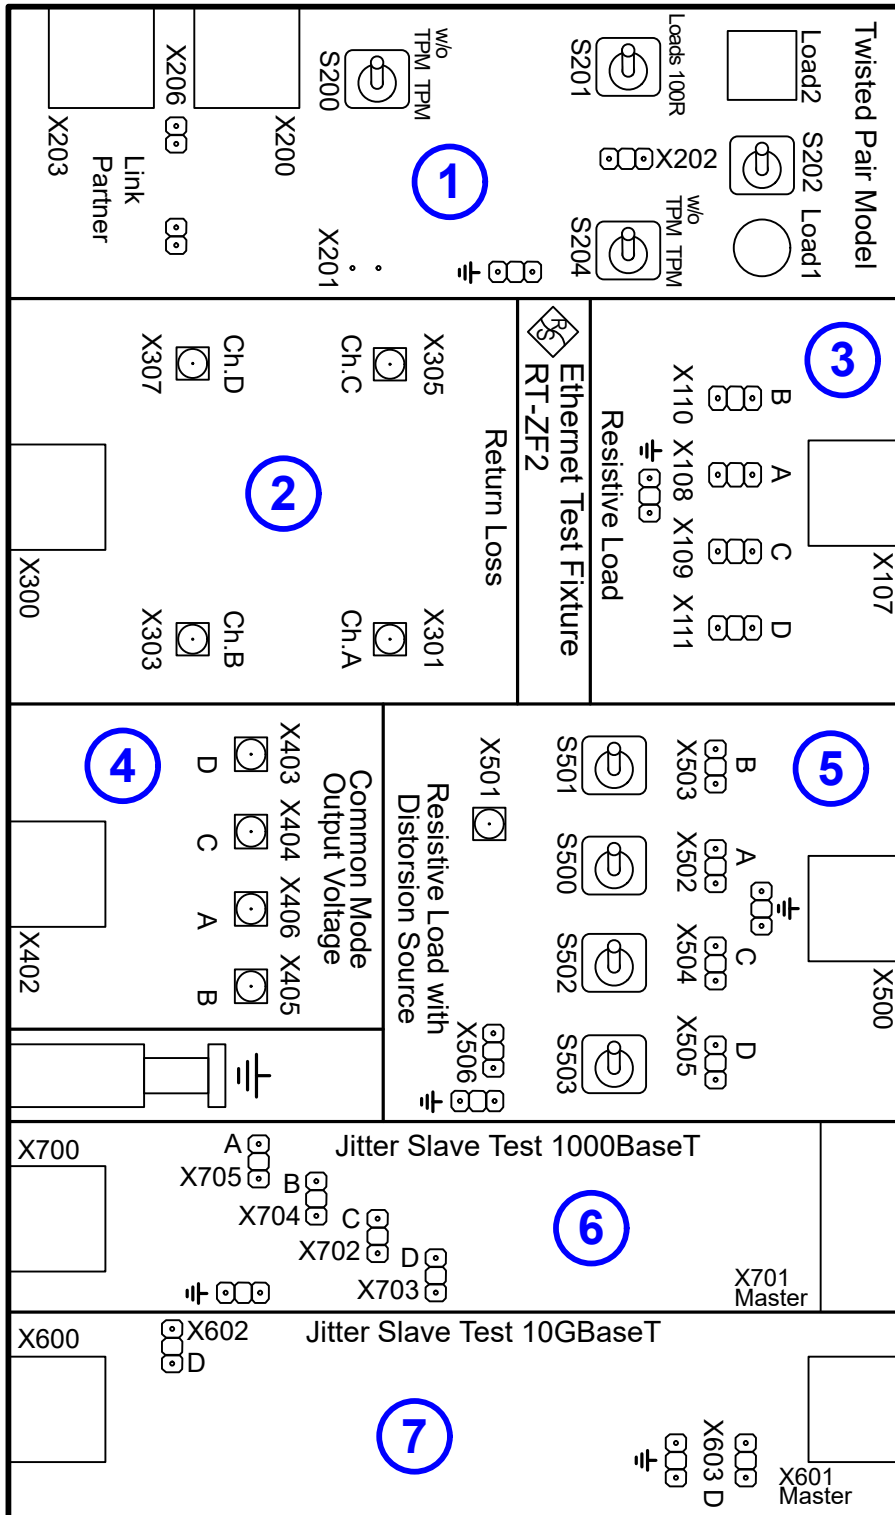 Twisted Pair Model
Load2
S202
Load1
Loads 100R
S201
X202
w/o
TPM TPM
S204
w/o
TPM TPM
S200
1
X206
X200
X203
Link
Partner
X201
Ch.D
X307
Ch.C
X305
2
Return Loss
X300
Ch.B
X303
Ch.A
X301
RS
Ethernet Test Fixture
RT-ZF2
3
Resistive Load
B
X110
A
X108
C
X109
D
X111
X107
4
Common Mode
Output Voltage
X403
D
X404
C
X406
A
X405
B
X402
5
Resistive Load with
Distorsion Source
X501
S501
S500
S502
S503
B
X503
A
X502
C
X504
D
X505
X506
X500
Jitter Slave Test 1000BaseT
X700
A
X705
B
X704
C
X702
D
X703
6
X701
Master
Jitter Slave Test 10GBaseT
X600
X602
D
7
X603 D
X601
Master